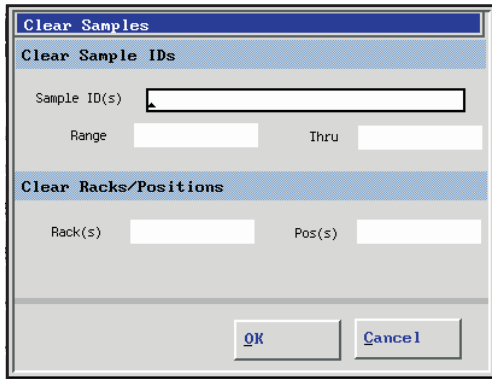 Clear Samples
Clear Sample IDs
Sample ID(s)
Range Thru
Clear Racks/Positions
Rack(s) Pos(s)
OK Cancel